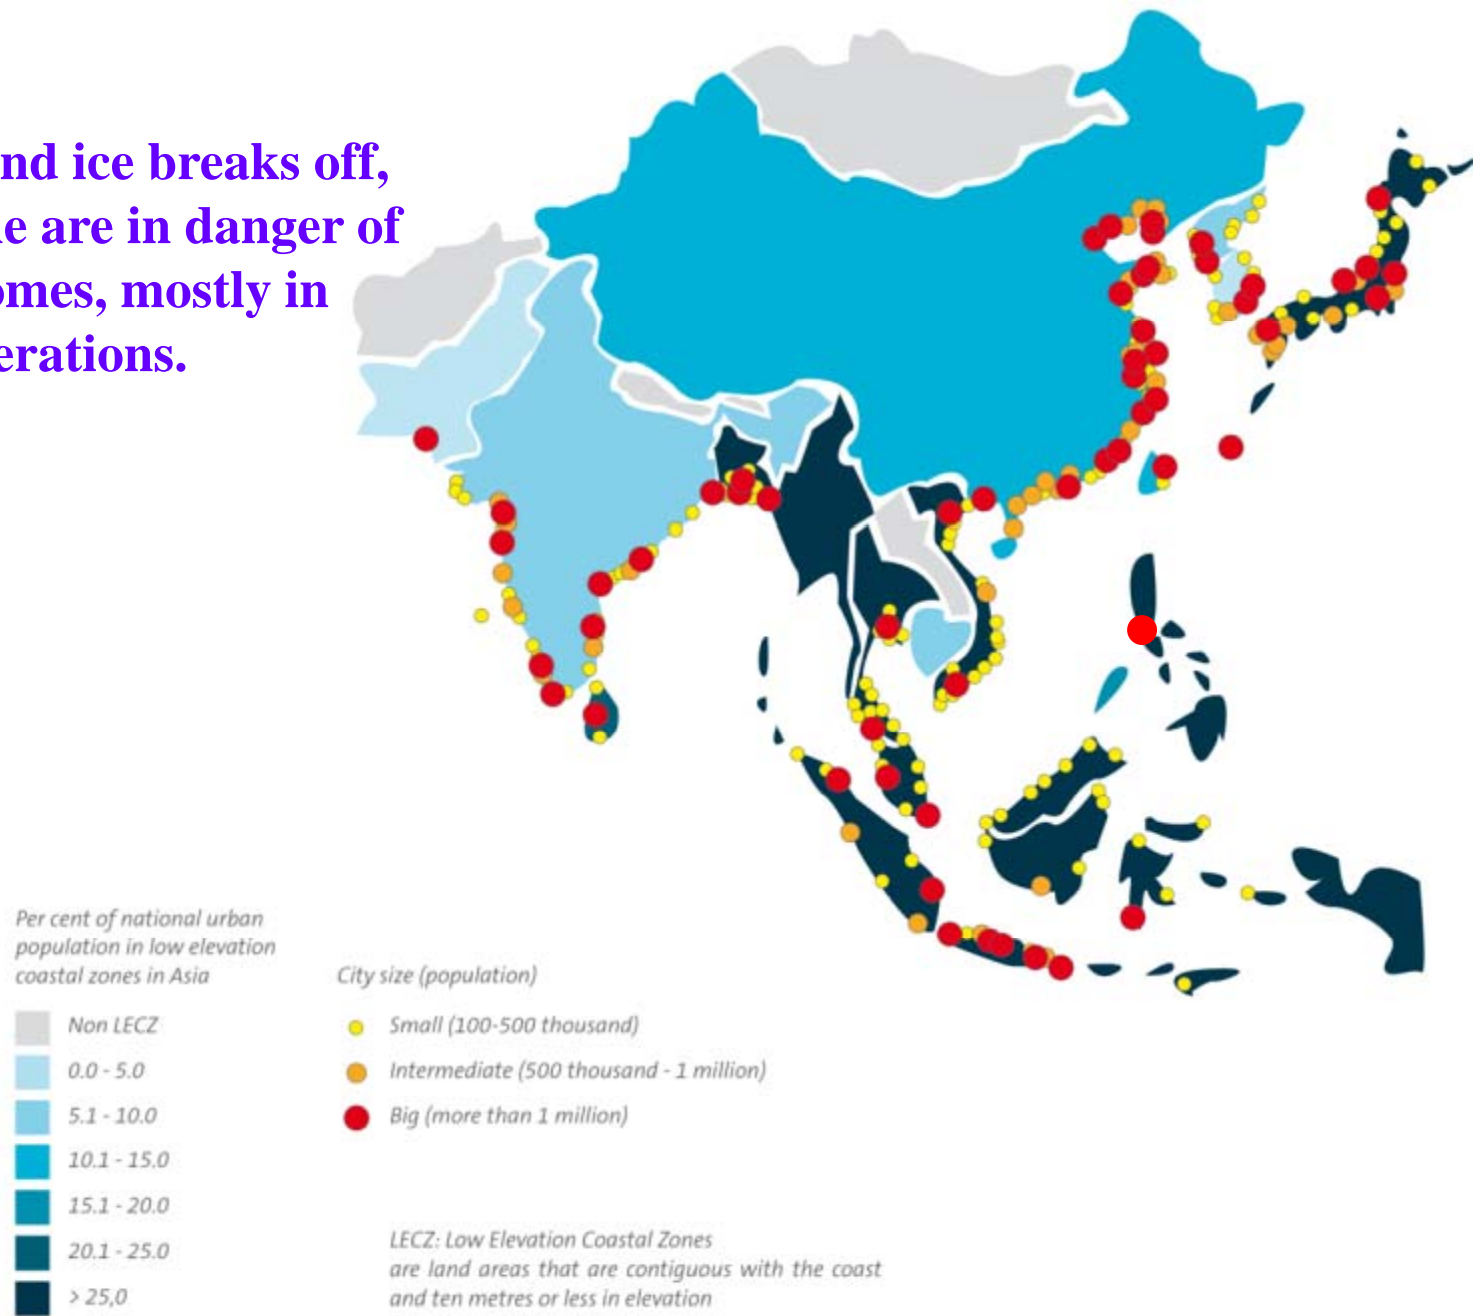 nd ice breaks off,
e are in danger of
omes, mostly in
erations.
Per cent of national urban
population in low elevation
coastal zones in Asia
Non LECZ
0.0 - 5.0
5.1 - 10.0
10.1 - 15.0
15.1 - 20.0
20.1 - 25.0
> 25,0
City size (population)
Small (100-500 thousand)
Intermediate (500 thousand - 1 million)
Big (more than 1 million)
LECZ: Low Elevation Coastal Zones
are land areas that are contiguous with the coast
and ten metres or less in elevation